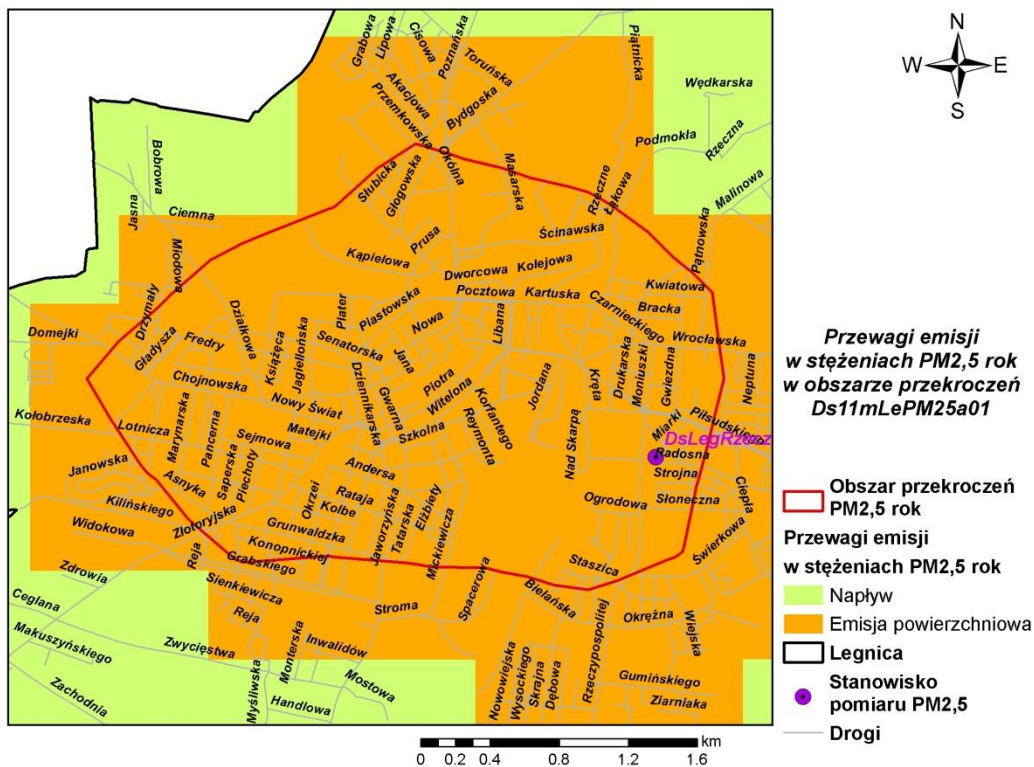 N
W E
S
Grabowa
Lipowa
Cisowa
Poznańska
Toruńska
Akacjowa
Przemkowska
Bydgoska
Piątnicka
Wędkarska
Podmokła
Rzeczna
Bobrowa
Jasna
Ciemna
Miodowa
Słubicka
Głogowska
Okólna
Masarska
Rzeczne
Łąkowa
Malinowa
Pątnowska
Ścinawska
Prusa
Kąpielowa
Dworcowa
Kolejowa
Pocztowa
Kartuska
Kwiatowa
Bracka
Czarnieckiego
Wrocławska
Domejki
Drzymały
Gładysza
Fredry
Działkowa
Książęca
Jagiellońska
Plater
Piastowska
Senatorska
Nowa
Jana
Libana
Piotra
Witelona
Korfantego
Reymonta
Jordana
Kręta
Drukarska
Moniuszki
Gwiezdna
Neptuna
Chojnowska
Nowy Świat
Dziennikarska
Gwarna
Szkolna
Kołobrzeska
Lotnicza
Marynarska
Pancerna
Sejmowa
Matejki
Miarki
Piłsudskiego
DsLegRzecz
Radosna
Strojna
Nad Skarpą
Janowska
Asnyka
Saperska
Piechoty
Andersa
Okrzei
Rataja
Kolbe
Ogrodowa
Słoneczna
Ciepła
Kilińskiego
Złotoryjska
Widokowa
Grunwaldzka
Konopnickiej
Jaworzyńska
Tatarska
Elżbiety
Mickiewicza
Świerkowa
Reja
Grabskiego
Zdrowia
Sienkiewicza
Staszica
Ceglana
Reja
Stroma
Spacerowa
Bielańska
Okrężna
Wiejska
Makuszyńskiego
Zwycięstwa
Monterska
Inwalidów
Rzeczypospolitej
Nowowiejska
Wysockiego
Skrajna
Dębowa
Gumińskiego
Ziarniaka
Zachodnia
Myśliwska
Handlowa
Mostowa
Przewagi emisji
w stężeniach PM2,5 rok
w obszarze przekroczeń
Ds11mLePM25a01
Obszar przekroczeń
PM2,5 rok
Przewagi emisji
w stężeniach PM2,5 rok
Napływ
Emisja powierzchniowa
Legnica
Stanowisko
pomiaru PM2,5
Drogi
km
0 0.2 0.4 0.8 1.2 1.6